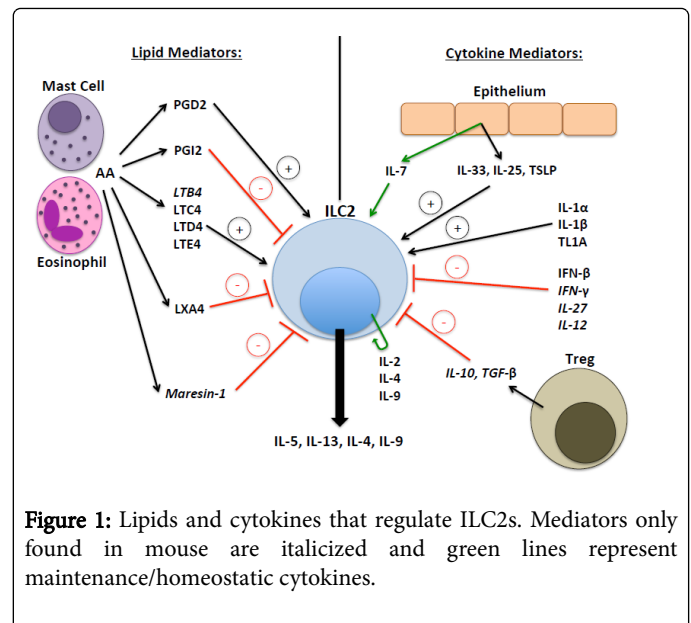 Lipid Mediators:
Cytokine Mediators:
Mast Cell
Epithelium
PGD2
PGI2
AA
LTB4
LTC4
LTD4
LTE4
Eosinophil
LXA4
Maresin-1
+
-
+
-
-
ILC2
IL-7
IL-33, IL-25, TSLP
+
+
IL-1α
IL-1β
TL1A
-
IFN-β
IFN-γ
IL-27
IL-12
-
Treg
IL-10, TGF-β
IL-2
IL-4
IL-9
IL-5, IL-13, IL-4, IL-9
Figure 1: Lipids and cytokines that regulate ILC2s. Mediators only
found in mouse are italicized and green lines represent
maintenance/homeostatic cytokines.